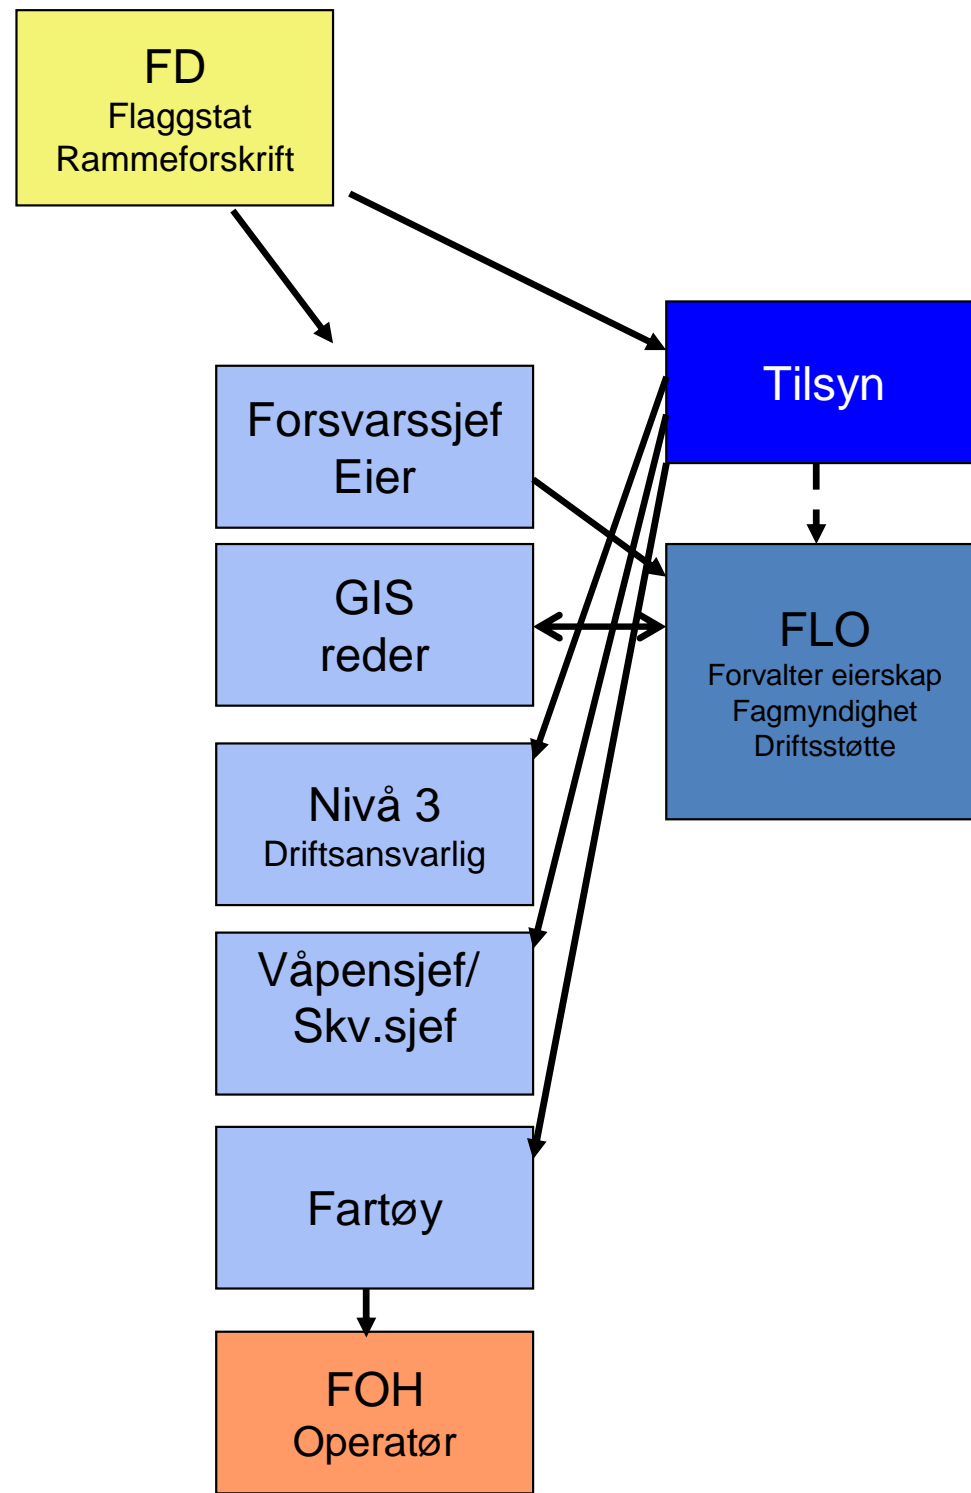 FD
Flaggstat
Rammeforskrift
Tilsyn
Forsvarssjef
Eier
GIS
reder
FLO
Forvalter eierskap
Fagmyndighet
Driftsstøtte
Nivå 3
Driftsansvarlig
Våpensjef/
Skv.sjef
Fartøy
FOH
Operatør